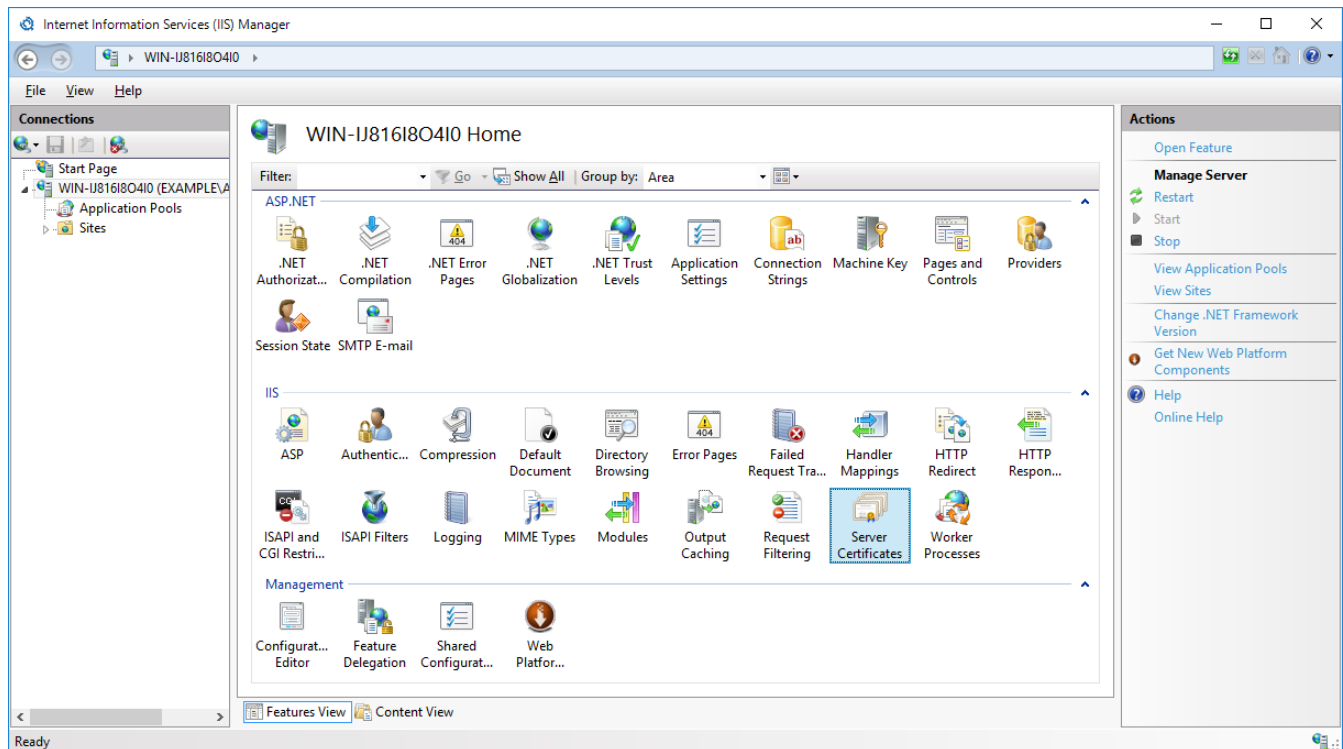 Internet Information Services (IIS) Manager
WIN-IJ816I8O4I0
File View Help
Connections
Start Page
WIN-IJ816I8O4I0 (EXAMPLE\A
Application Pools
Sites
WIN-IJ816I8O4I0 Home
Filter: Go Show All Group by: Area
ASP.NET
.NET Authorizat...
.NET Compilation
.NET Error Pages
.NET Globalization
.NET Trust Levels
Application Settings
Connection Strings
Machine Key
Pages and Controls
Providers
Session State
SMTP E-mail
IIS
ASP
Authentic...
Compression
Default Document
Directory Browsing
Error Pages
Failed Request Tra...
Handler Mappings
HTTP Redirect
HTTP Respon...
ISAPI and CGI Restri...
ISAPI Filters
Logging
MIME Types
Modules
Output Caching
Request Filtering
Server Certificates
Worker Processes
Management
Configurat... Editor
Feature Delegation
Shared Configurat...
Web Platfor...
Features View Content View
Actions
Open Feature
Manage Server
Restart
Start
Stop
View Application Pools
View Sites
Change .NET Framework
Version
Get New Web Platform
Components
Help
Online Help
Ready